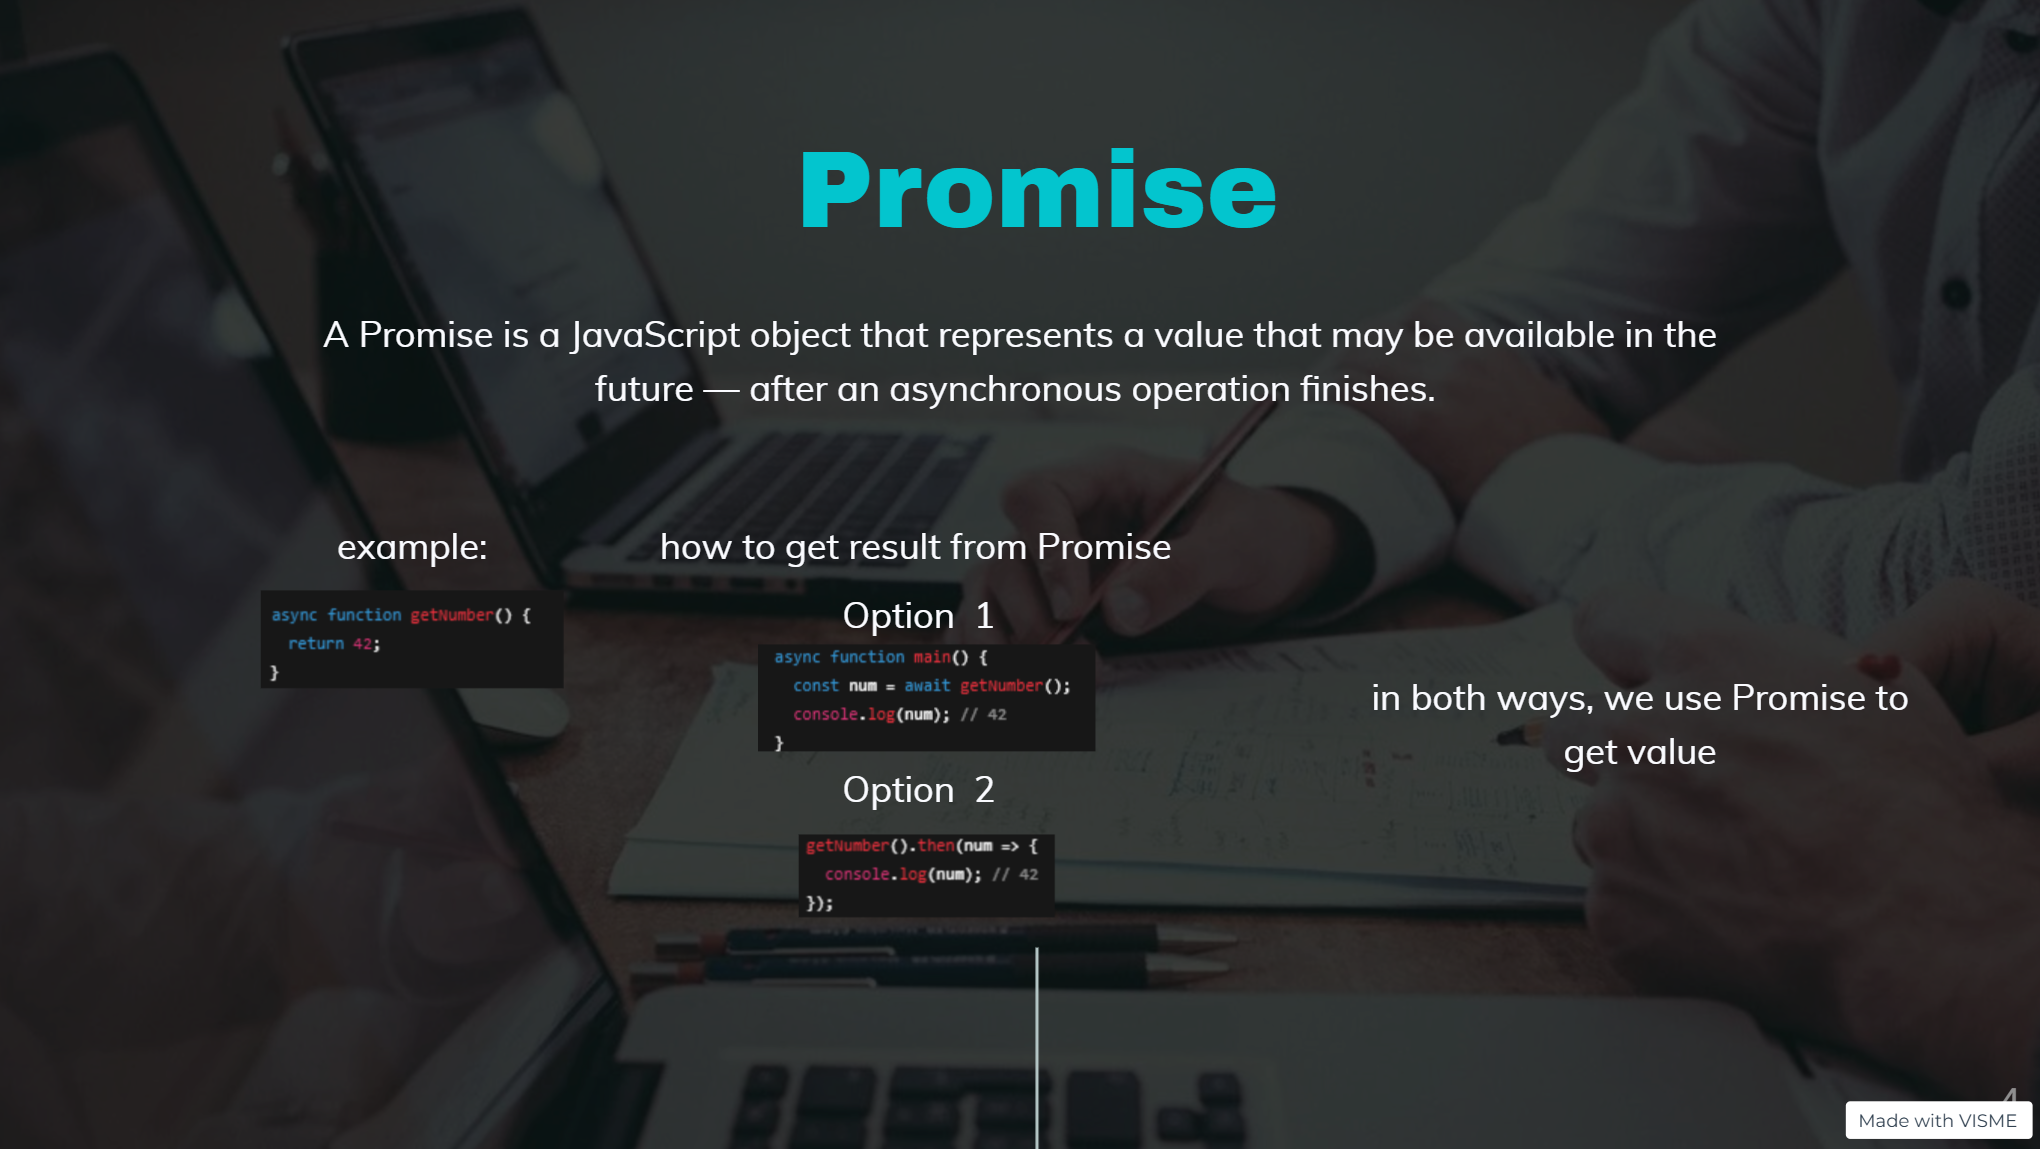 Promise
A Promise is a JavaScript object that represents a value that may be available in the
future — after an asynchronous operation finishes.
example:
async function getNumber() {
  return 42;
}
how to get result from Promise
Option 1
async function main() {
  const num = await getNumber();
  console.log(num); // 42
}
Option 2
getNumber().then(num => {
  console.log(num); // 42
});
in both ways, we use Promise to
get value
4
Made with VISME